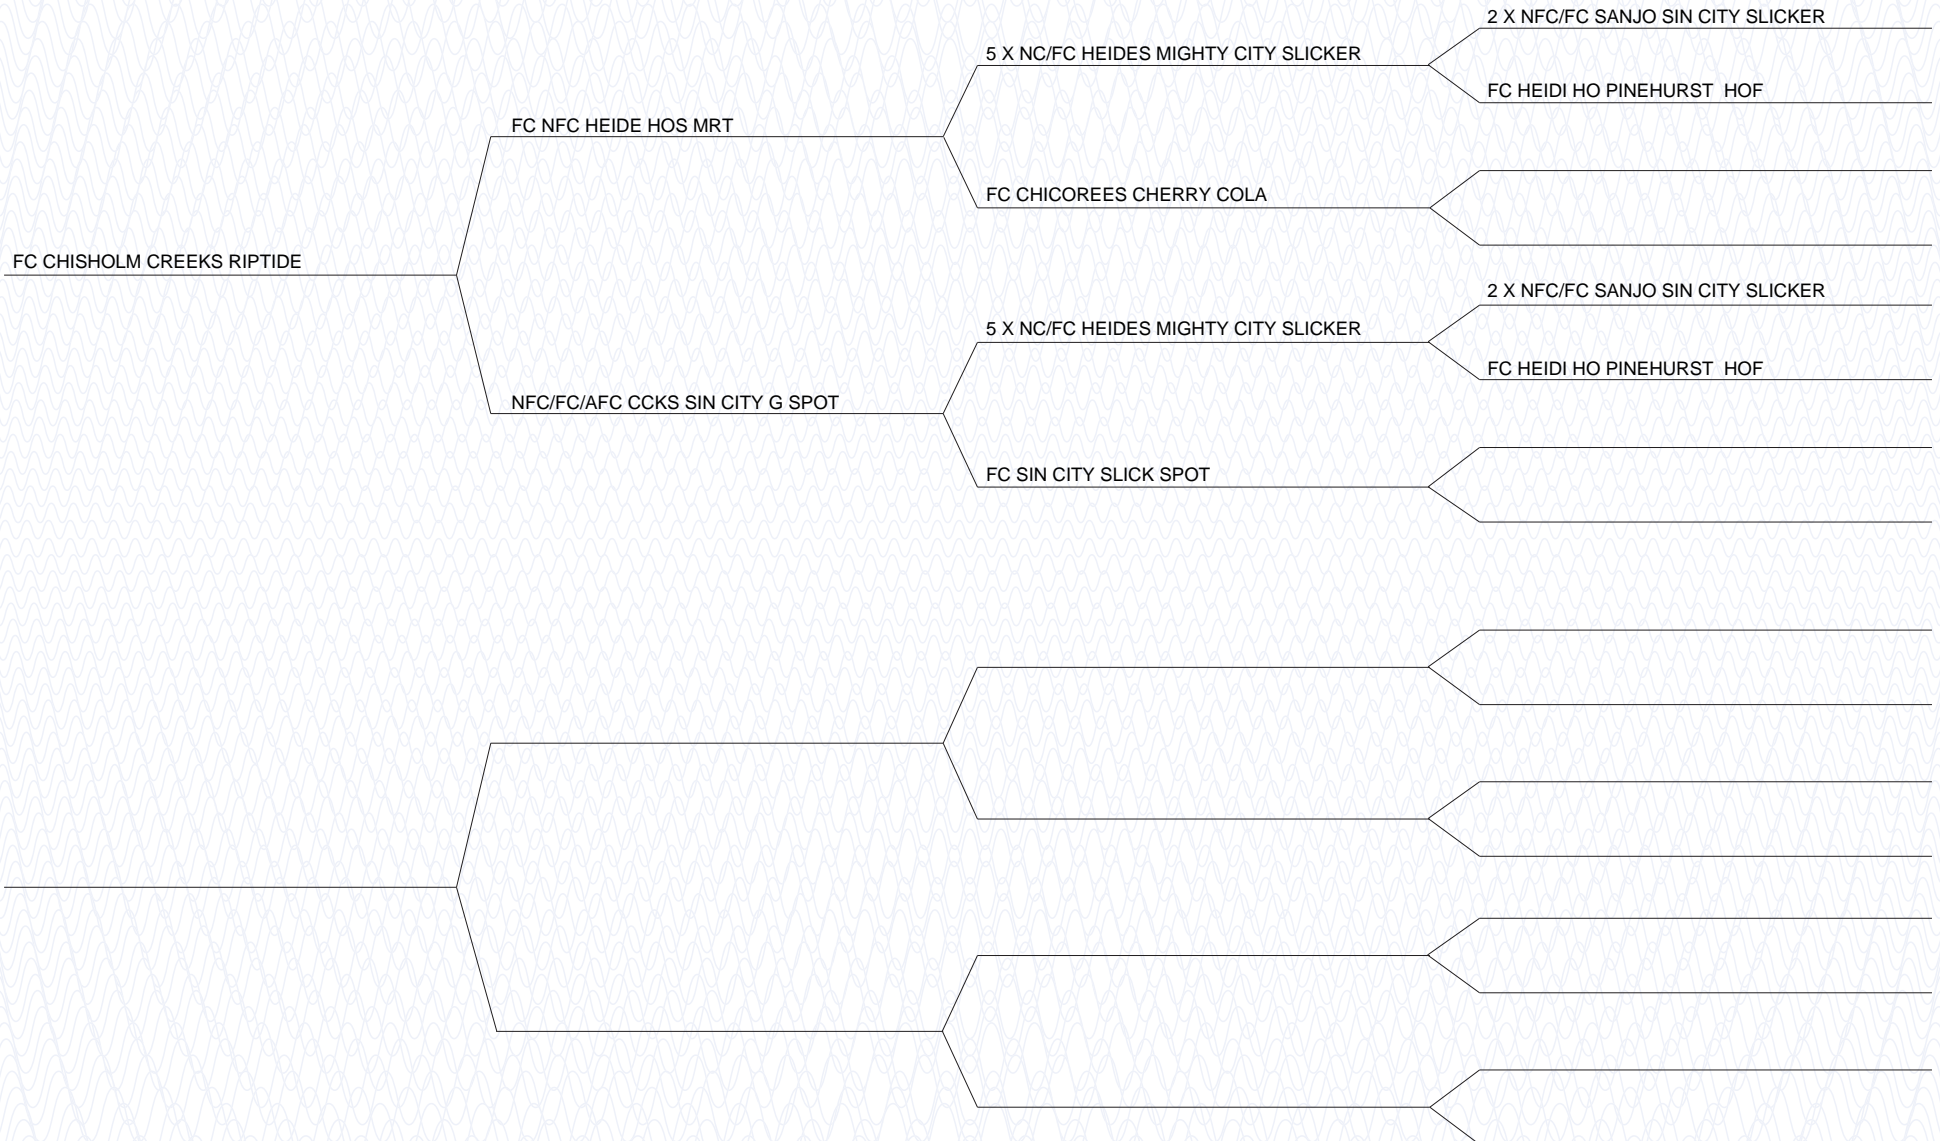 2 X NFC/FC SANJO SIN CITY SLICKER
5 X NC/FC HEIDES MIGHTY CITY SLICKER
FC HEIDI HO PINEHURST  HOF
FC NFC HEIDE HOS MRT
FC CHICOREES CHERRY COLA
FC CHISHOLM CREEKS RIPTIDE
2 X NFC/FC SANJO SIN CITY SLICKER
5 X NC/FC HEIDES MIGHTY CITY SLICKER
FC HEIDI HO PINEHURST  HOF
NFC/FC/AFC CCKS SIN CITY G SPOT
FC SIN CITY SLICK SPOT